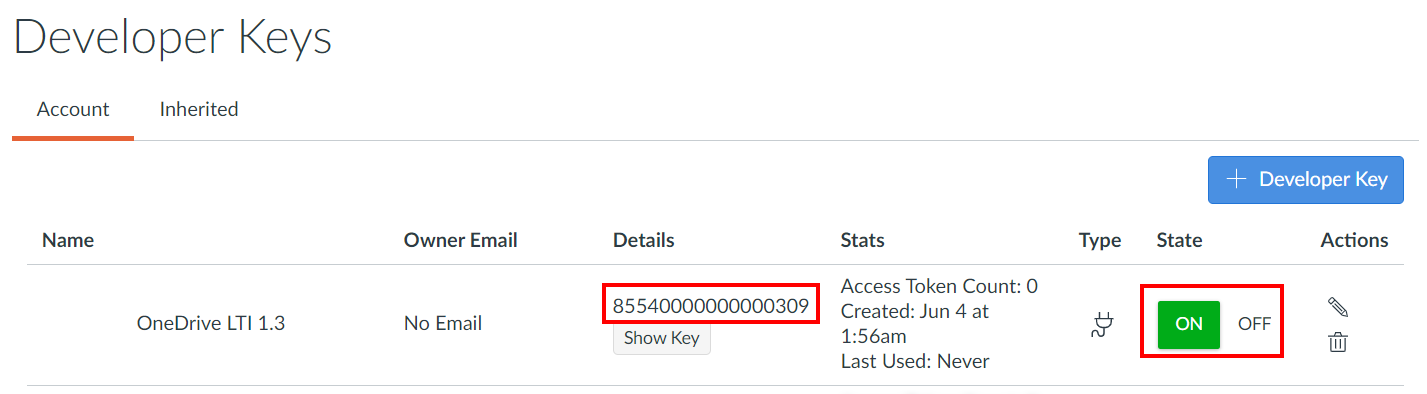 Developer Keys
Account Inherited
Developer Key
Name Owner Email Details Stats Type State Actions
OneDrive LTI 1.3 No Email 85540000000000309 Show Key Access Token Count: 0
Created: Jun 4 at
1:56am
Last Used: Never
ON OFF